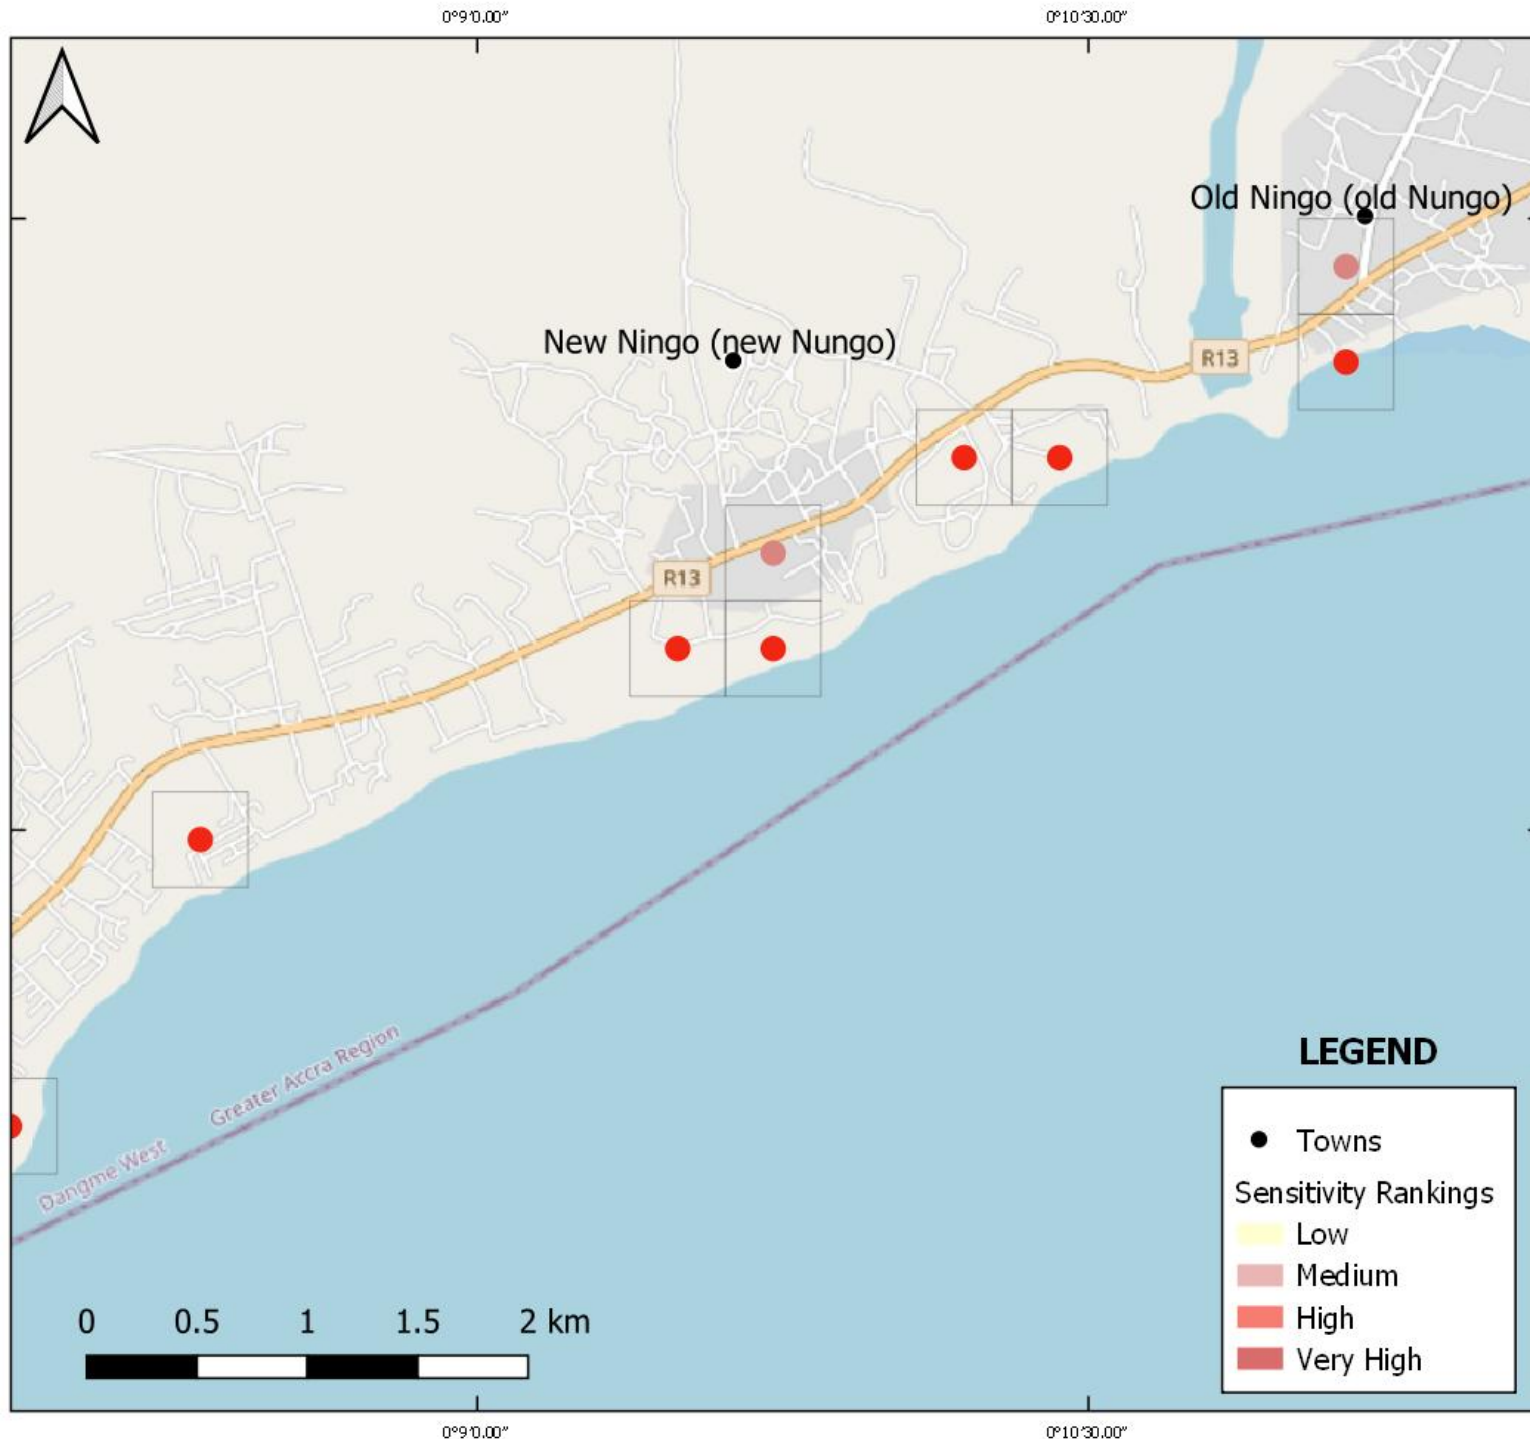 0°9'0.00"
0°10'30.00"
Old Ningo (old Nungo)
New Ningo (new Nungo)
R13
R13
Greater Accra Region
Dangme West
LEGEND
Towns
Sensitivity Rankings
Low
Medium
High
Very High
0 0.5 1 1.5 2 km
0°9'0.00"
0°10'30.00"